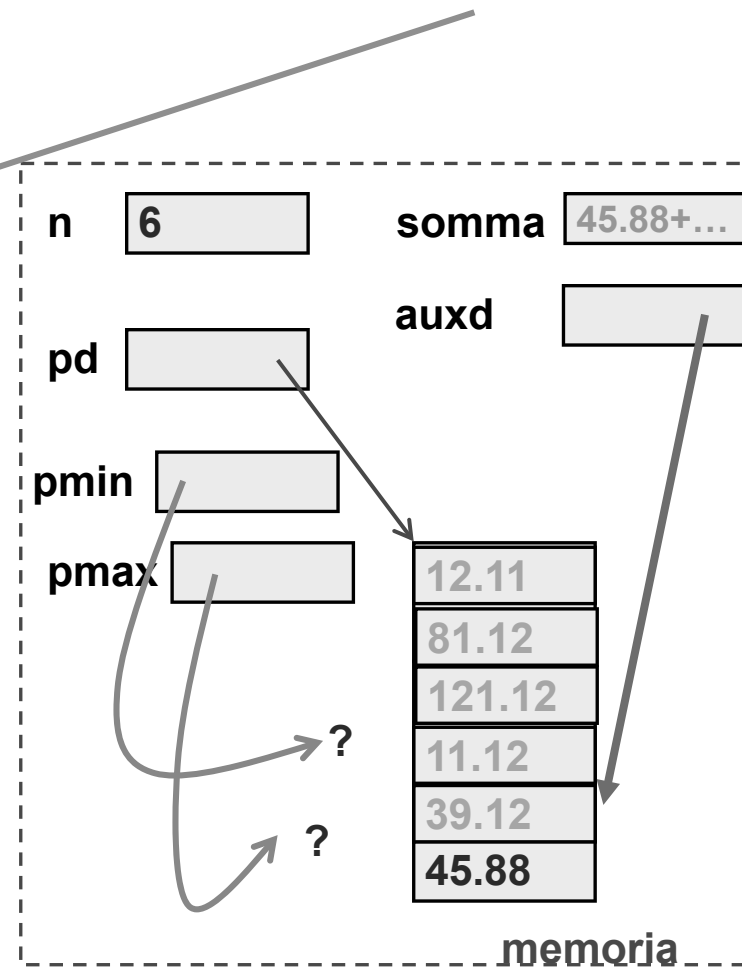 n 6 somma 45.88+...
auxd
pd
pmin
pmax
12.11
81.12
121.12
?
11.12
39.12
?
45.88
memoria